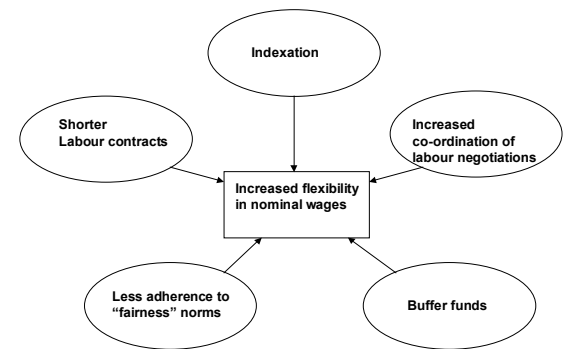 Indexation
Shorter
Labour contracts
Increased
co-ordination of
labour negotiations
Increased flexibility
in nominal wages
Less adherence to
“fairness” norms
Buffer funds